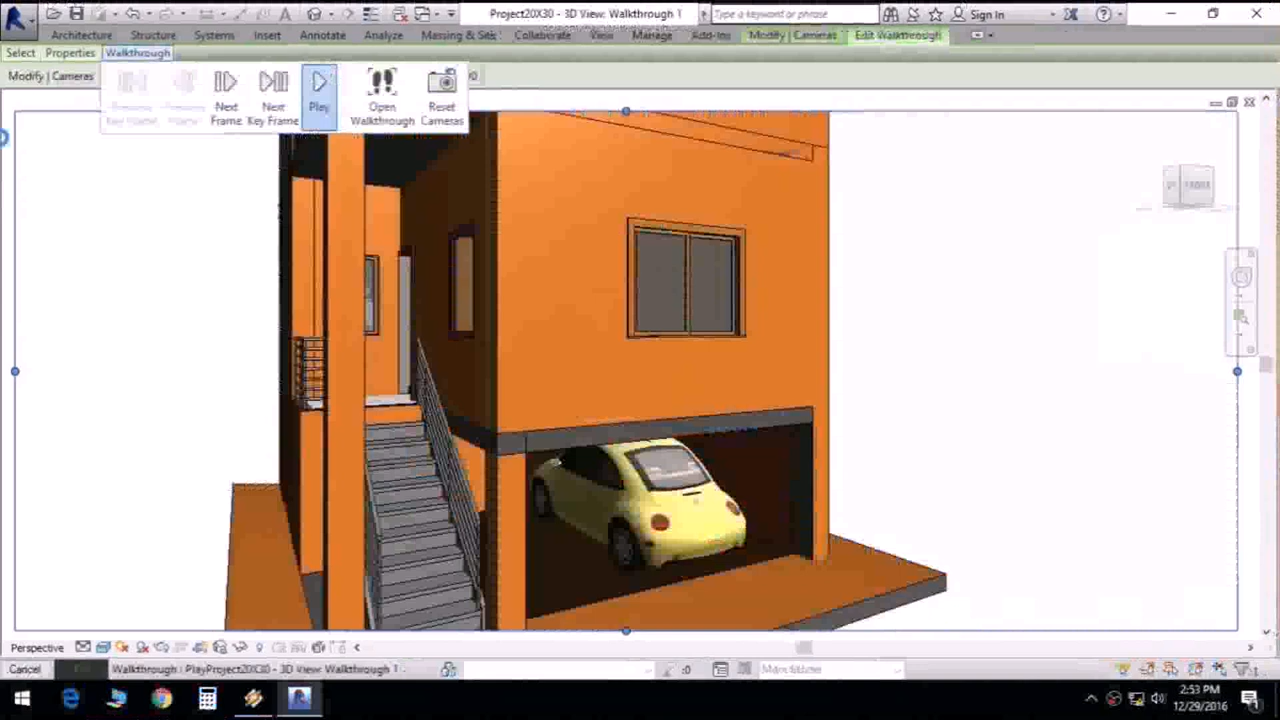 Project20X30 - 3D View: Walkthrough 1
Type a keyword or phrase
Sign In
Architecture Structure Systems Insert Annotate Analyze Massing & Site Collaborate View Manage Add-Ins Modify | Cameras Edit Walkthrough
Select Properties Walkthrough
Modify | Cameras
Next Frame
Next Key Frame
Play
Open Walkthrough
Reset Cameras
FRONT
Perspective
Cancel
Walkthrough : PlayProject20X30 - 3D View: Walkthrough 1
:0
Main Model
2:53 PM
12/29/2016